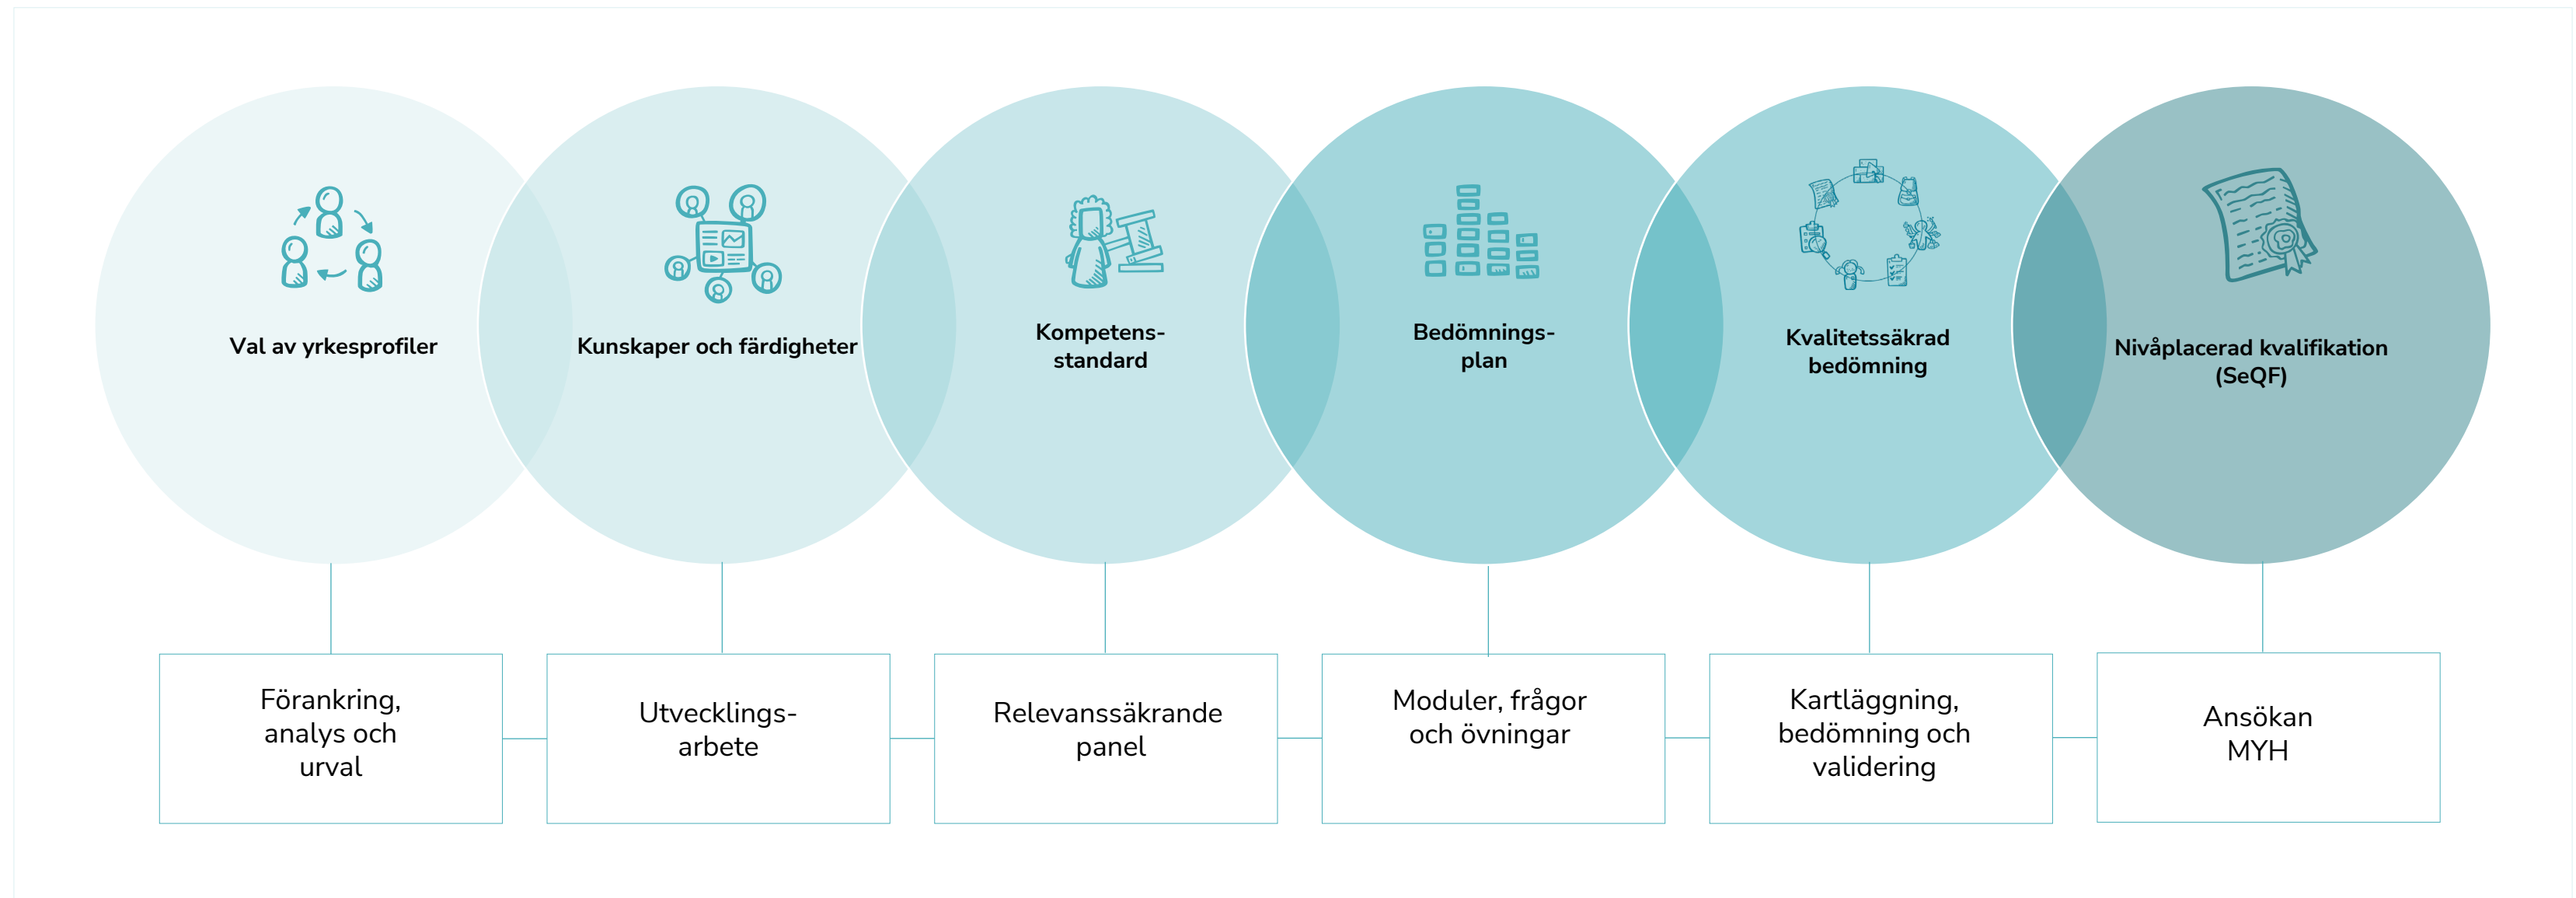 Val av yrkesprofiler
Kunskaper och färdigheter
Kompetens-
standard
Bedömnings-
plan
Kvalitetssäkrad
bedömning
Nivåplacerad kvalifikation
(SeQF)
Förankring,
analys och
urval
Utvecklings-
arbete
Relevanssäkrande
panel
Moduler, frågor
och övningar
Kartläggning,
bedömning och
validering
Ansökan
MYH